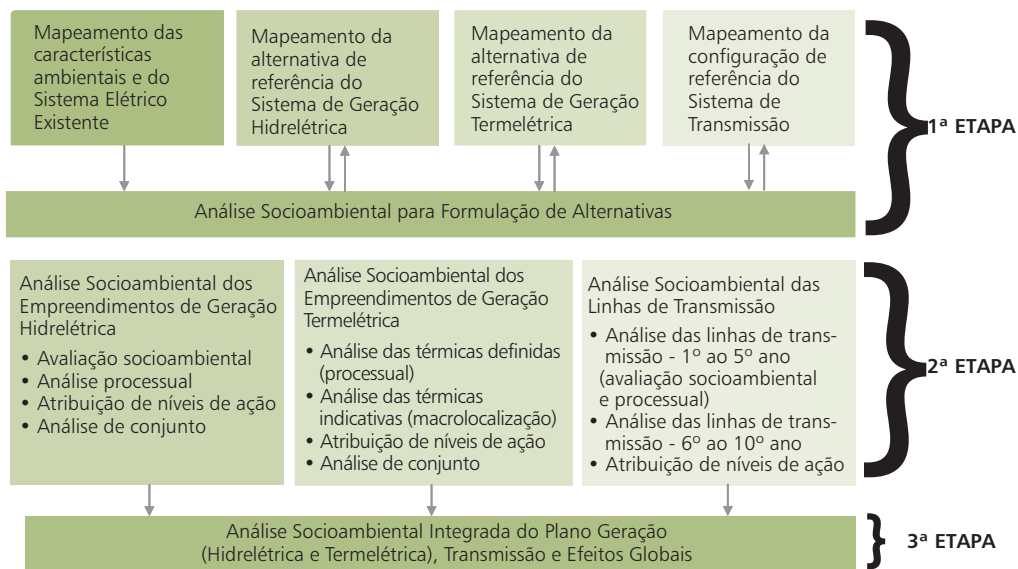 Mapeamento das
características
ambientais e do
Sistema Elétrico
Existente
Mapeamento da
alternativa de
referência do
Sistema de Geração
Hidrelétrica
Mapeamento da
alternativa de
referência do
Sistema de Geração
Termelétrica
Mapeamento da
configuração de
referência do
Sistema de
Transmissão
1ª ETAPA
Análise Socioambiental para Formulação de Alternativas
Análise Socioambiental dos
Empreendimentos de Geração
Hidrelétrica
• Avaliação socioambiental
• Análise processual
• Atribuição de níveis de ação
• Análise de conjunto
Análise Socioambiental dos
Empreendimentos de Geração
Termelétrica
• Análise das térmicas definidas
(processual)
• Análise das térmicas
indicativas (macrolocalização)
• Atribuição de níveis de ação
• Análise de conjunto
Análise Socioambiental das
Linhas de Transmissão
• Análise das linhas de trans-
missão - 1º ao 5º ano
(avaliação socioambiental
e processual)
• Análise das linhas de trans-
missão - 6º ao 10º ano
• Atribuição de níveis de ação
2ª ETAPA
Análise Socioambiental Integrada do Plano Geração
(Hidrelétrica e Termelétrica), Transmissão e Efeitos Globais
3ª ETAPA